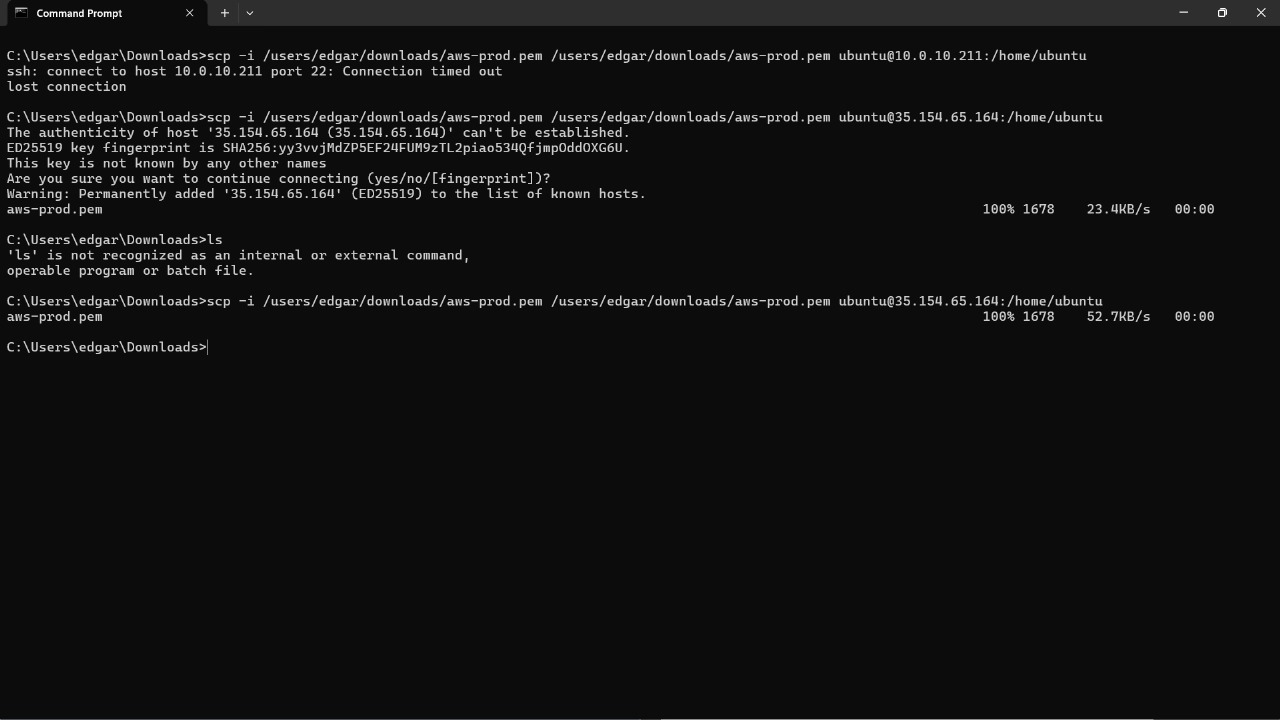 Command Prompt
C:\Users\edgar\Downloads>scp -i /users/edgar/downloads/aws-prod.pem /users/edgar/downloads/aws-prod.pem ubuntu@10.0.10.211:/home/ubuntu
ssh: connect to host 10.0.10.211 port 22: Connection timed out
lost connection
C:\Users\edgar\Downloads>scp -i /users/edgar/downloads/aws-prod.pem /users/edgar/downloads/aws-prod.pem ubuntu@35.154.65.164:/home/ubuntu
The authenticity of host '35.154.65.164 (35.154.65.164)' can't be established.
ED25519 key fingerprint is SHA256:yy3vvjMdZP5EF24FUM9zTL2piao534QfjmpOddOXG6U.
This key is not known by any other names
Are you sure you want to continue connecting (yes/no/[fingerprint])?
Warning: Permanently added '35.154.65.164' (ED25519) to the list of known hosts.
aws-prod.pem 100% 1678 23.4KB/s 00:00
C:\Users\edgar\Downloads>ls
'ls' is not recognized as an internal or external command,
operable program or batch file.
C:\Users\edgar\Downloads>scp -i /users/edgar/downloads/aws-prod.pem /users/edgar/downloads/aws-prod.pem ubuntu@35.154.65.164:/home/ubuntu
aws-prod.pem 100% 1678 52.7KB/s 00:00
C:\Users\edgar\Downloads>